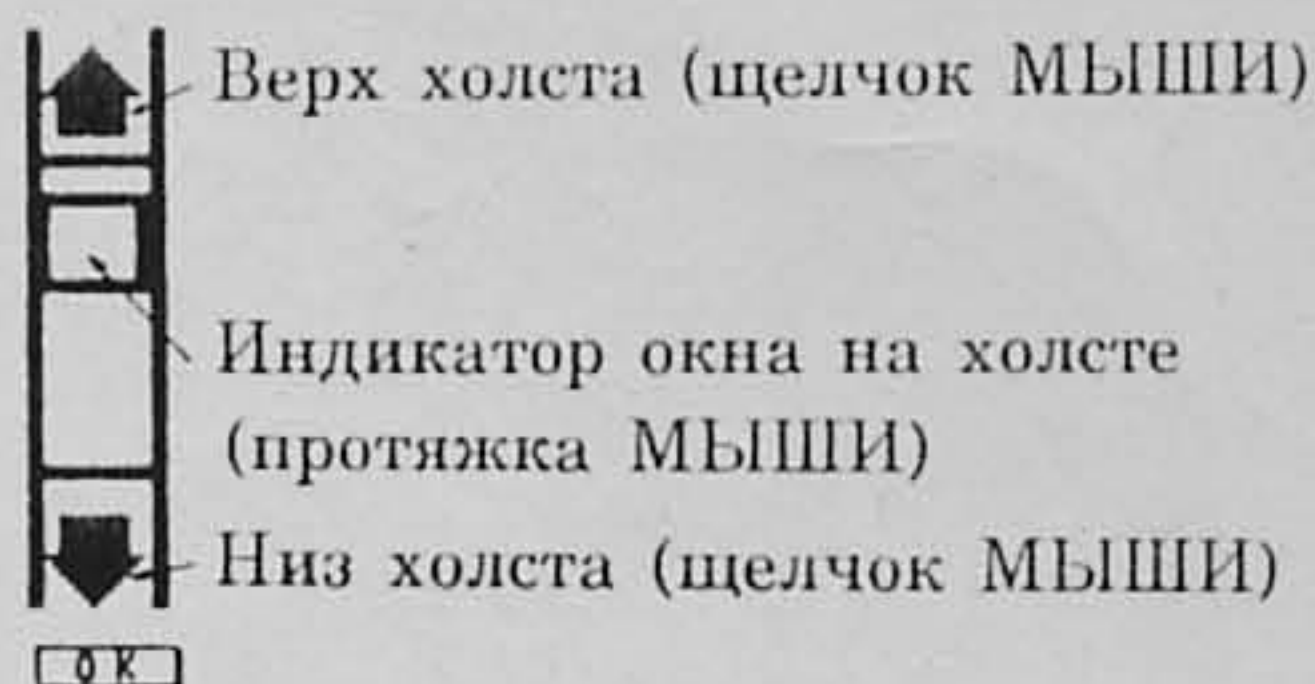 Верх холста (щелчок МЫШИ)
Индикатор окна на холсте
(протяжка МЫШИ)
Низ холста (щелчок МЫШИ)
OK